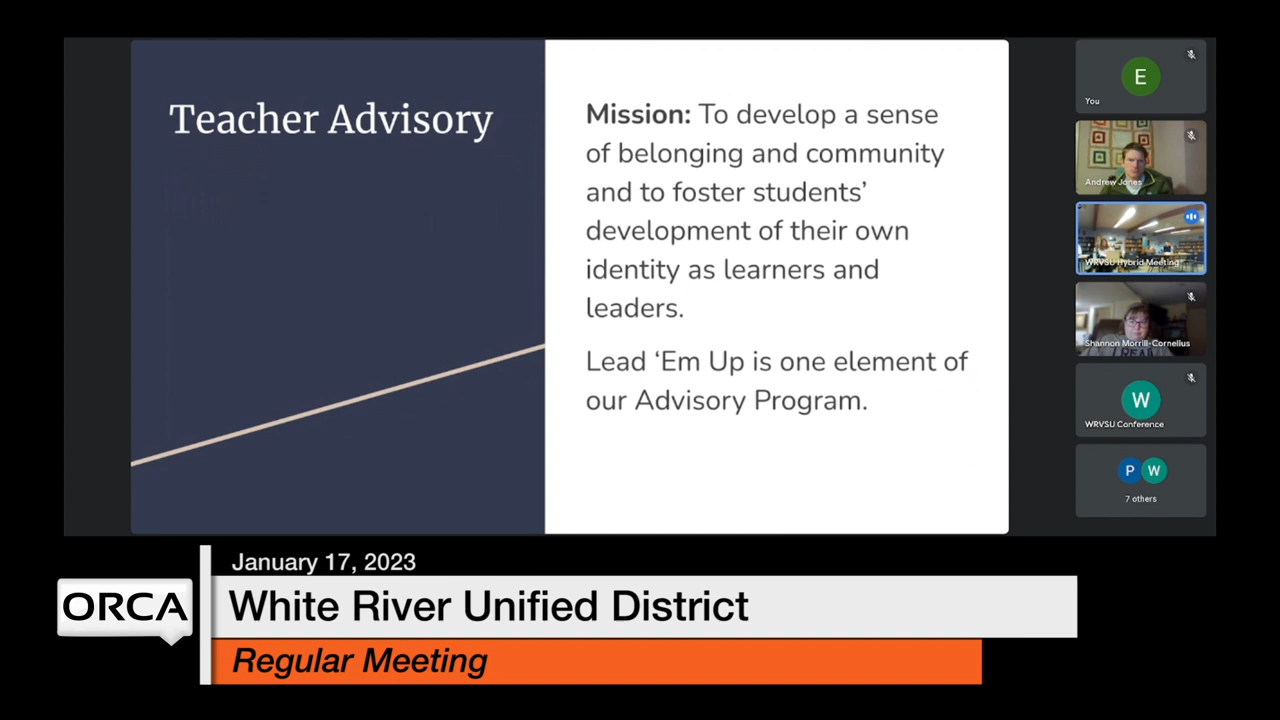 Teacher Advisory
Mission: To develop a sense
of belonging and community
and to foster students’
development of their own
identity as learners and
leaders.
Lead ‘Em Up is one element of
our Advisory Program.
E
You
Andrew Jones
WRVSU Hybrid Meeting
Shannon Morrill-Cornelius
W
WRVSU Conference
P W
7 others
January 17, 2023
ORCA
White River Unified District
Regular Meeting